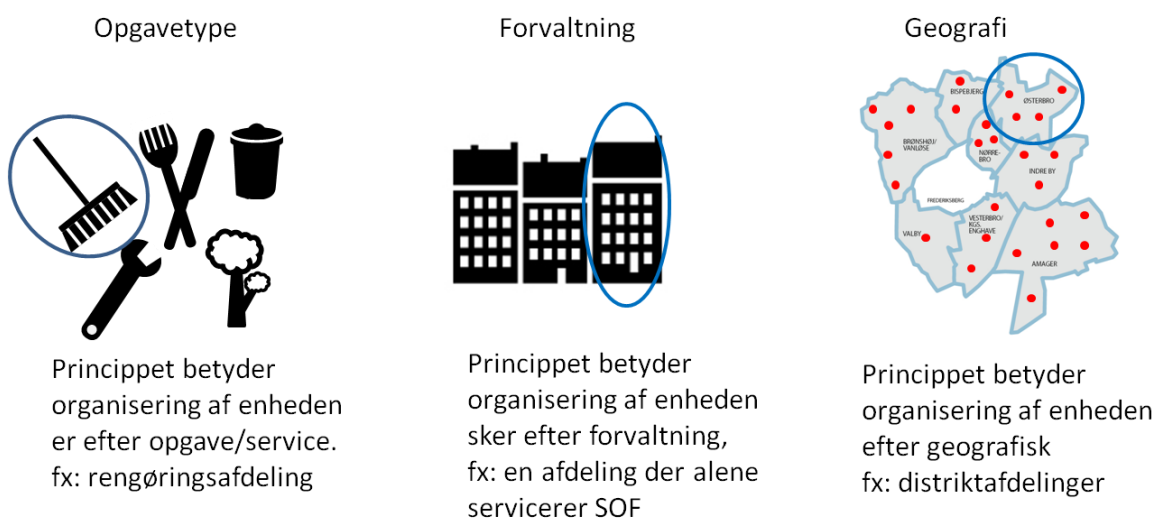 Opgavetype
Princippet betyder
organisering af enheden
er efter opgave/service.
fx: rengøringsafdeling
Forvaltning
Princippet betyder
organisering af enheden
sker efter forvaltning,
fx: en afdeling der alene
servicerer SOF
Geografi
BISPEBJERG
ØSTERBRO
BRØNSHØJ/
VANLØSE
NØRRE-
BRO
INDRE BY
FREDERIKSBERG
VESTERBRO/
KGS.
ENGHAVE
VALBY
AMAGER
Princippet betyder
organisering af enheden
efter geografisk
fx: distriktafdelinger